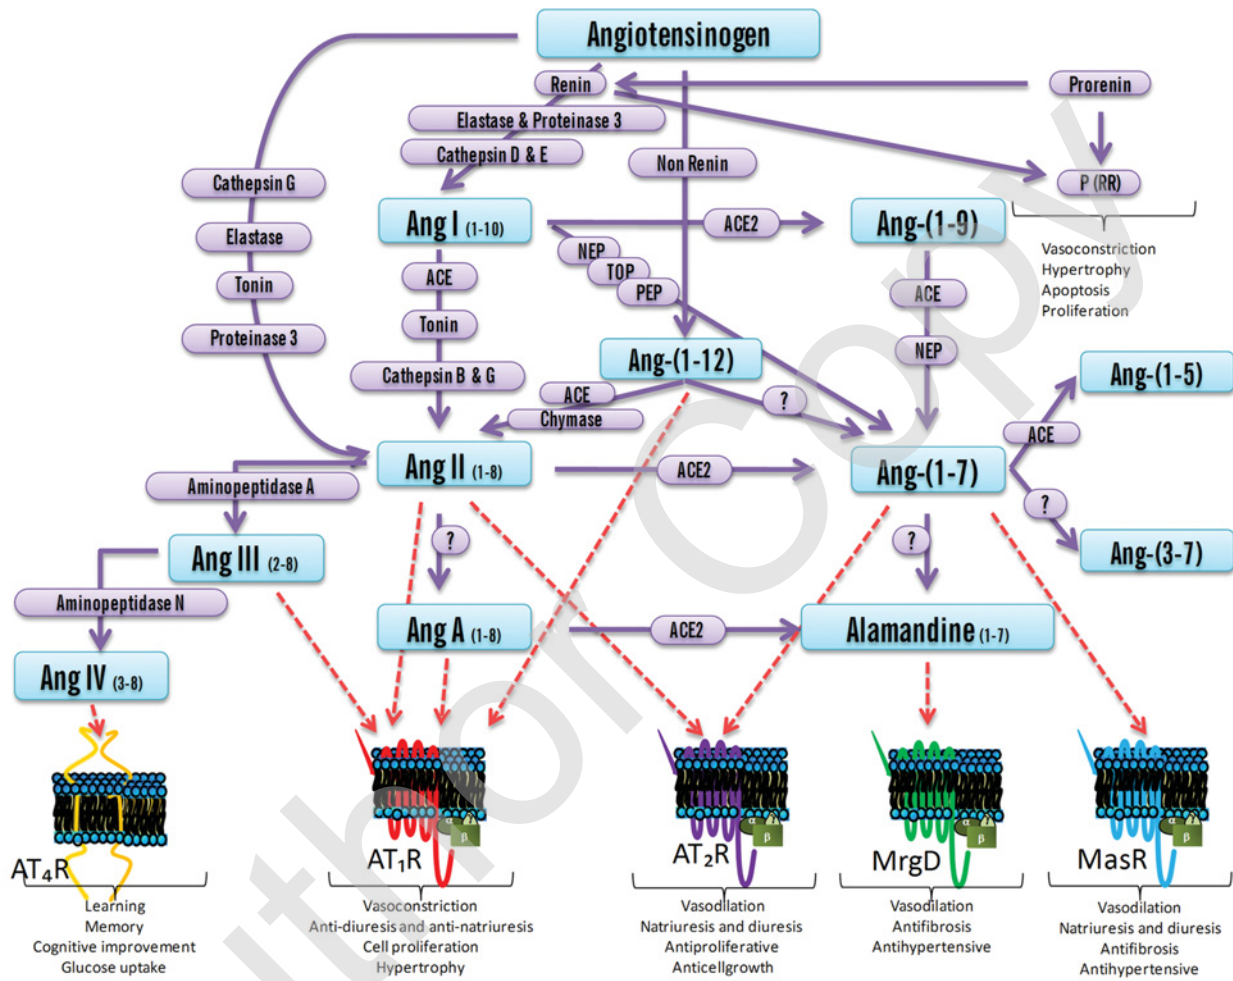 Angiotensinogen
Renin
Prorenin
Elastase & Proteinase 3
Cathepsin D & E
Non Renin
Cathepsin G
P (RR)
Ang I (1-10)
ACE2
Ang-(1-9)
Elastase
NEP
Vasoconstriction
Hypertrophy
Apoptosis
Proliferation
TOP
ACE
Tonin
PEP
ACE
Tonin
Proteinase 3
NEP
Ang-(1-12)
Cathepsin B & G
Ang-(1-5)
ACE
?
Chymase
ACE
Ang II (1-8)
ACE2
Ang-(1-7)
Aminopeptidase A
?
?
?
Ang III (2-8)
Ang-(3-7)
Aminopeptidase N
Ang A (1-8)
ACE2
Alamandine (1-7)
Ang IV (3-8)
α
γ
β
α
γ
β
α
γ
β
α
γ
β
AT₄R
AT₁R
AT₂R
MrgD
MasR
Learning
Memory
Cognitive improvement
Glucose uptake
Vasoconstriction
Anti-diuresis and anti-natriuresis
Cell proliferation
Hypertrophy
Vasodilation
Natriuresis and diuresis
Antiproliferative
Anticellgrowth
Vasodilation
Antifibrosis
Antihypertensive
Vasodilation
Natriuresis and diuresis
Antifibrosis
Antihypertensive
uthor Copy